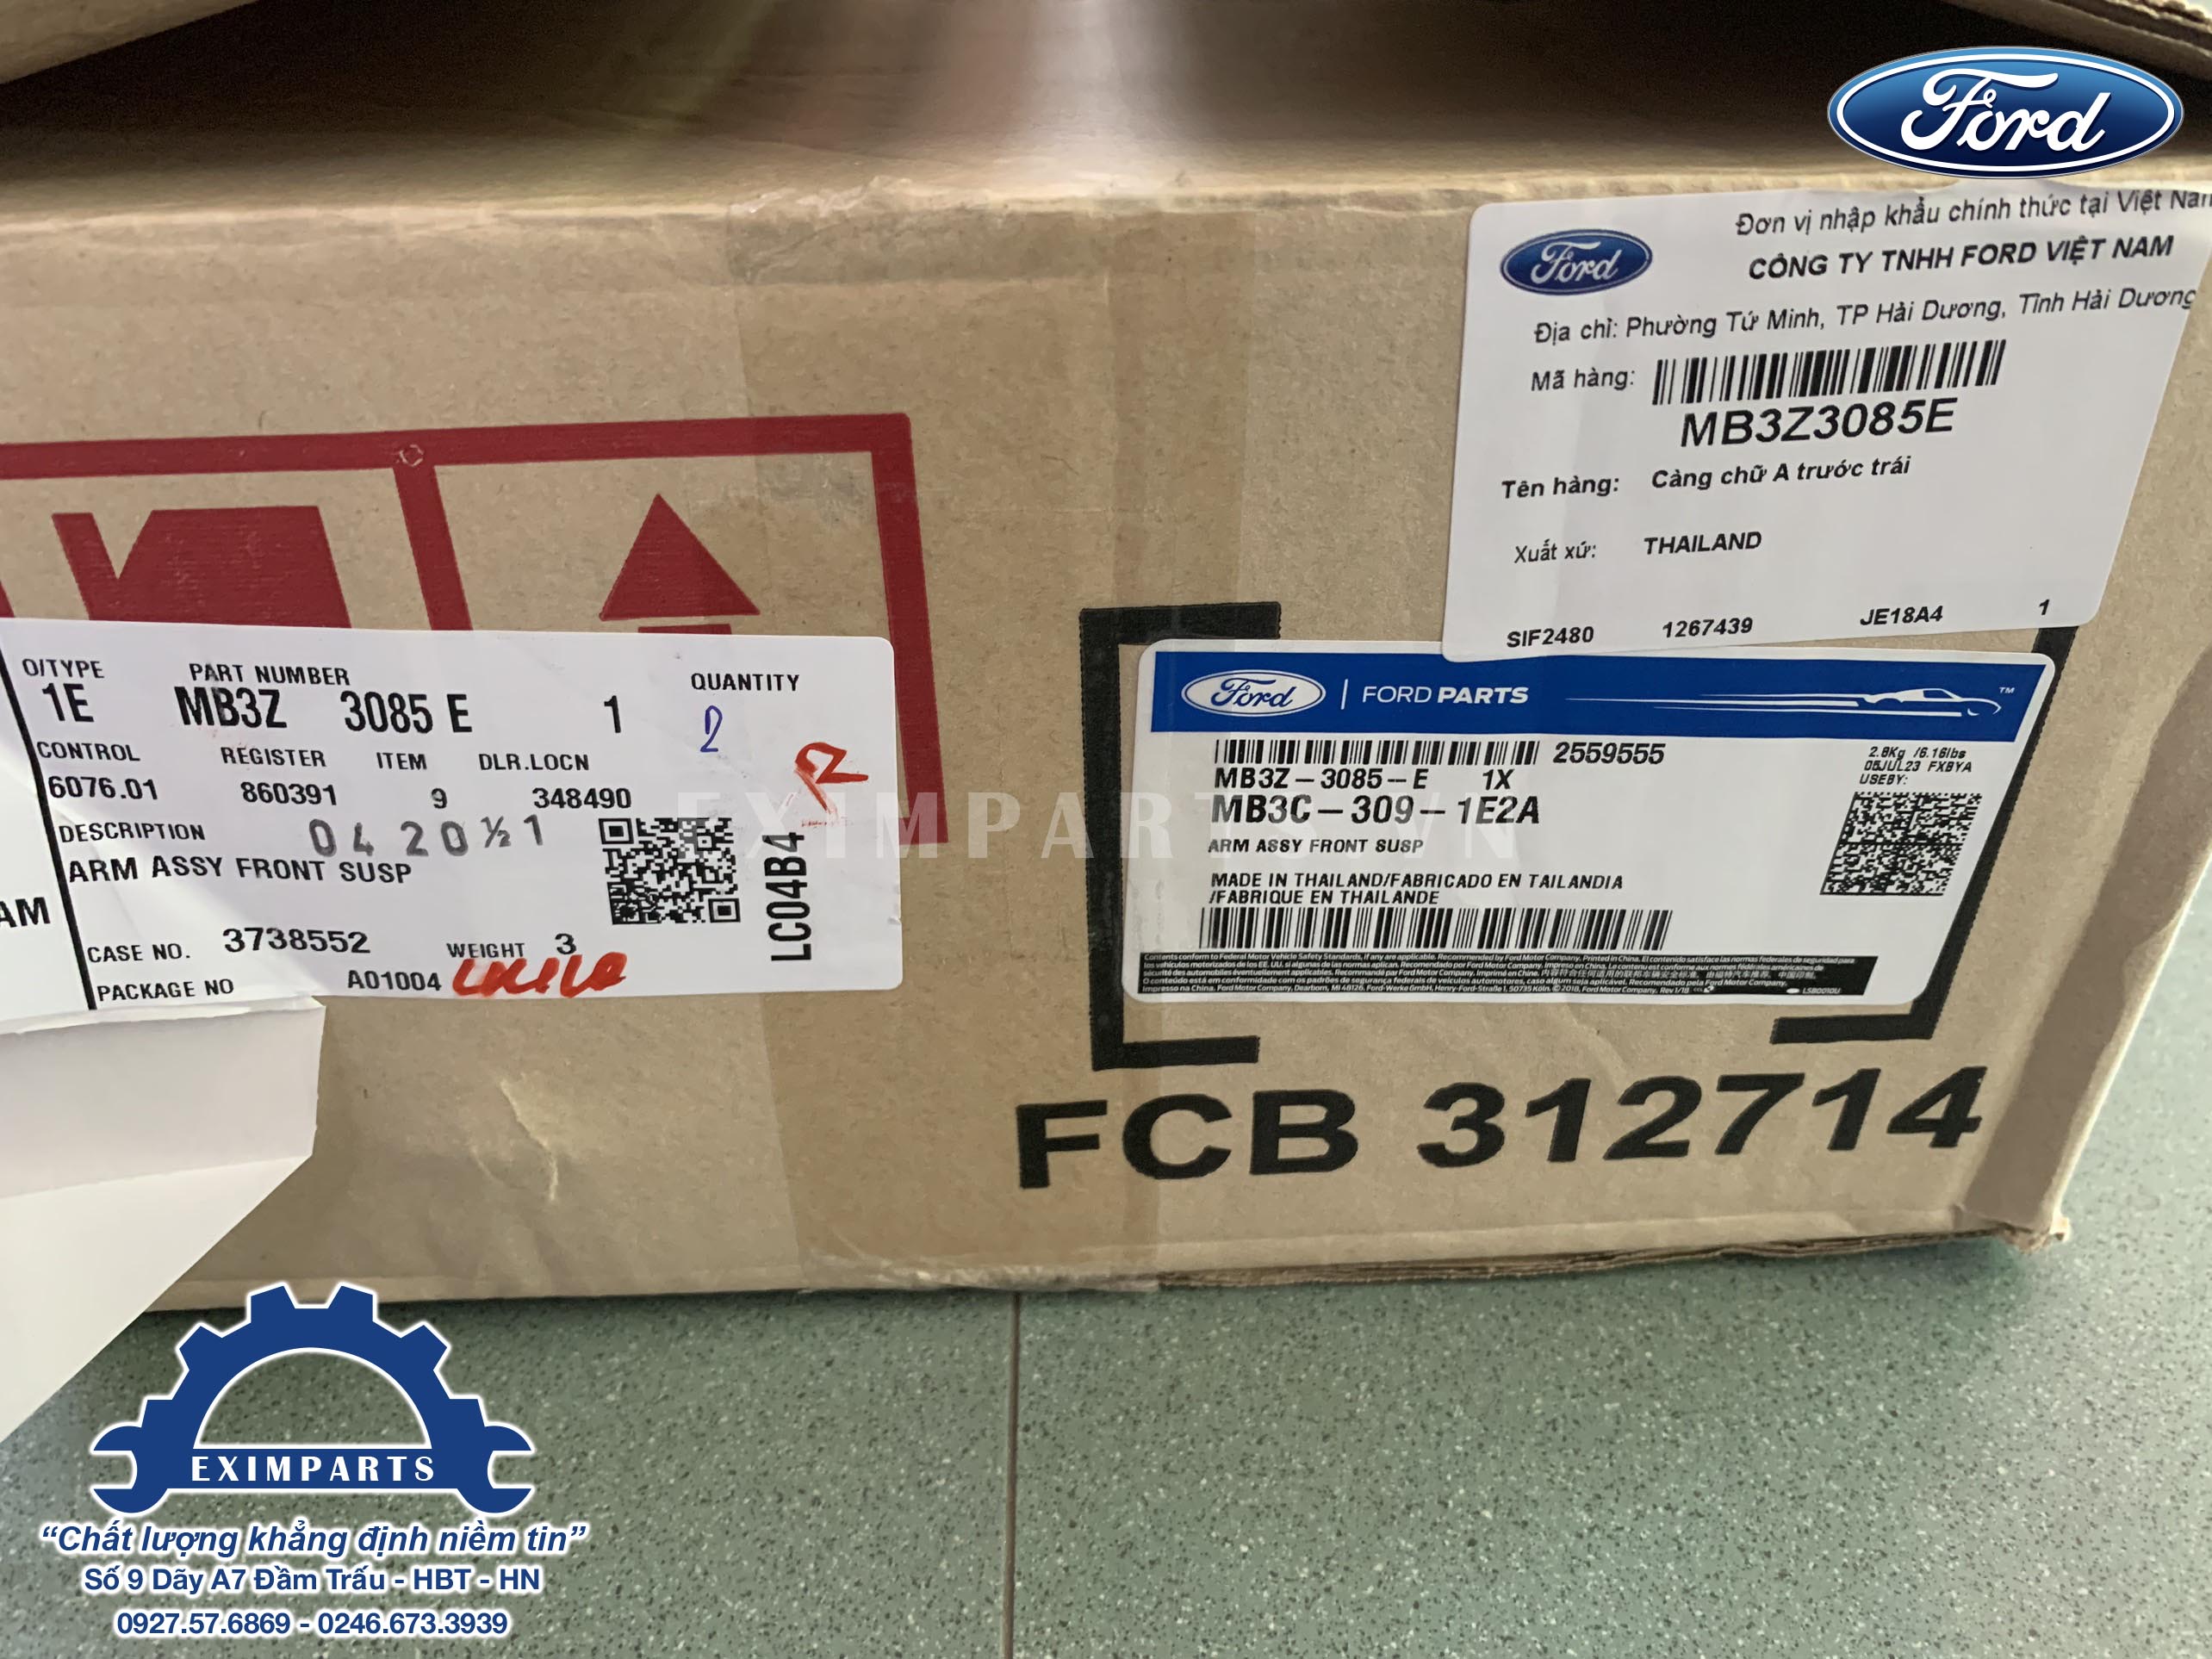 Ford
Đơn vị nhập khẩu chính thức tại Việt Nam
Ford
CÔNG TY TNHH FORD VIỆT NAM
Địa chỉ: Phường Tứ Minh, TP Hải Dương, Tỉnh Hải Dương
Mã hàng:
MB3Z3085E
Tên hàng: Càng chữ A trước trái
Xuất xứ: THAILAND
SIF2480 1267439 JE18A4 1
O/TYPE PART NUMBER QUANTITY
1E MB3Z 3085 E 1
2
CONTROL REGISTER ITEM DLR.LOCN
6076.01 860391 9 348490
DESCRIPTION 04 20½1
ARM ASSY FRONT SUSP
LC04B4
AM
CASE NO. 3738552 WEIGHT 3
PACKAGE NO A01004
Ford | FORD PARTS ™
2559555
2.8Kg /6.16lbs
05JUL23 FXBYA
USEBY:
MB3Z-3085-E 1X
MB3C-309-1E2A
ARM ASSY FRONT SUSP
MADE IN THAILAND/FABRICADO EN TAILANDIA
/FABRIQUE EN THAILANDE
FCB 312714
EXIMPARTS.VN
EXIMPARTS
“Chất lượng khẳng định niềm tin”
Số 9 Dãy A7 Đầm Trấu - HBT - HN
0927.57.6869 - 0246.673.3939